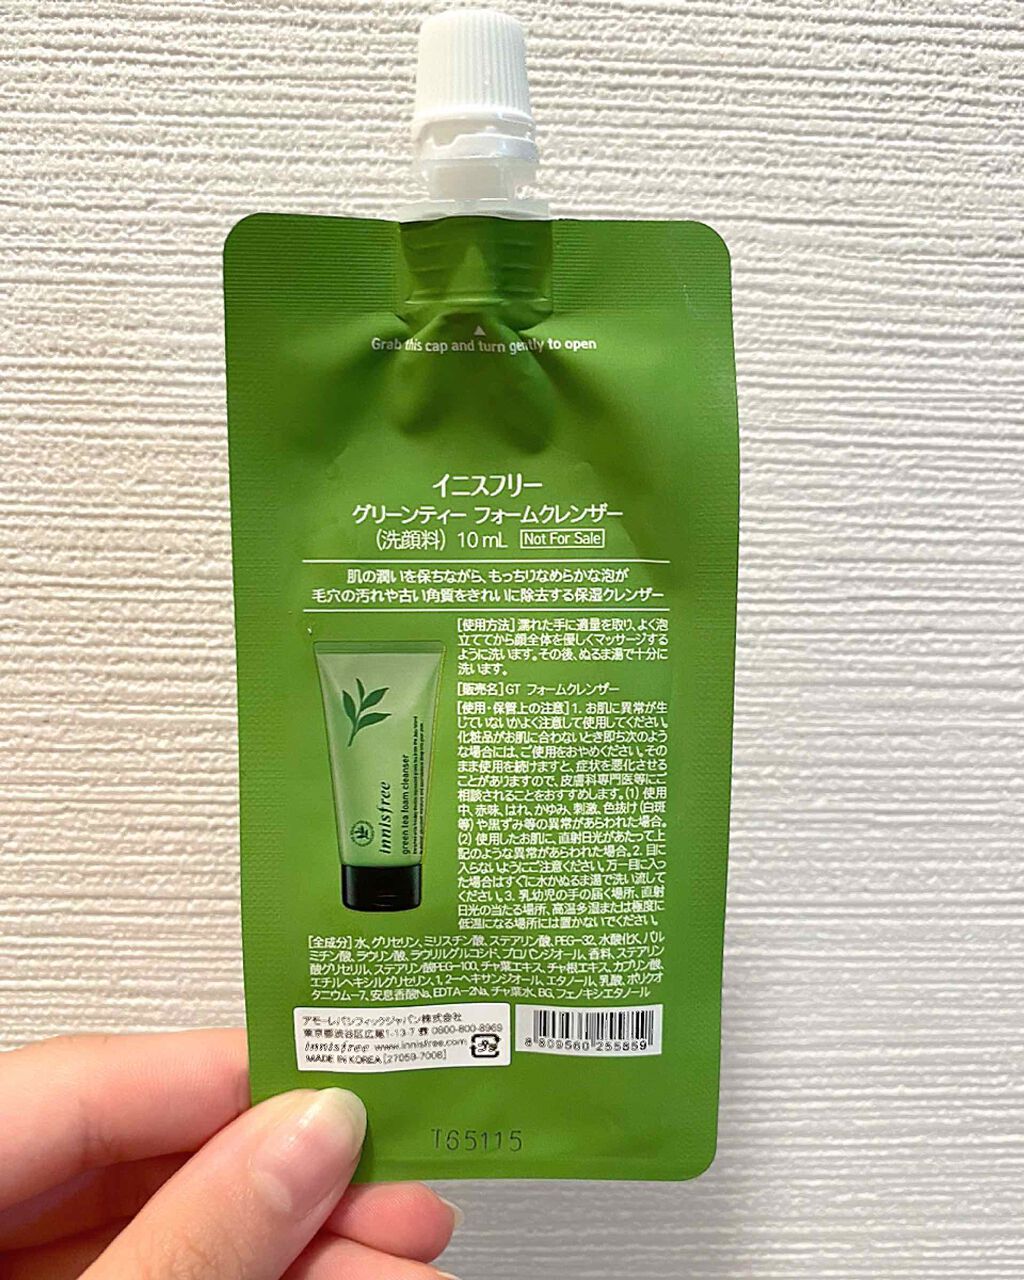 Grab this cap and turn gently to open
イニスフリー
グリーンティー フォームクレンザー
(洗顔料) 10 mL Not For Sale
肌の潤いを保ちながら、もっちりなめらかな泡が
毛穴の汚れや古い角質をきれいに除去する保湿クレンザー
[使用方法] 濡れた手に適量を取り、よく泡
立ててから顔全体を優しくマッサージする
ように洗います。その後、ぬるま湯で十分に
洗います。
[販売名] GT フォームクレンザー
[使用・保管上の注意] 1. お肌に異常が生
じていないかよく注意して使用してください。
化粧品がお肌に合わないとき即ち次のよう
な場合には、ご使用をおやめください。その
まま使用を続けますと、症状を悪化させる
ことがありますので、皮膚科専門医等にご
相談されることをおすすめします。(1) 使用
中、赤味、はれ、かゆみ、刺激、色抜け (白斑
等) や黒ずみ等の異常があらわれた場合。
(2) 使用したお肌に、直射日光があたって上
記のような異常があらわれた場合。2. 目に
入らないようにご注意ください。万一目に入っ
た場合はすぐに水かぬるま湯で洗い流して
ください。3. 乳幼児の手の届く場所、直射
日光の当たる場所、高温多湿または極度に
低温になる場所には置かないでください。
innisfree
green tea foam cleanser
[全成分] 水、グリセリン、ミリスチン酸、ステアリン酸、PEG-32、水酸化K、パル
ミチン酸、ラウリン酸、ラウリルグルコシド、プロパンジオール、香料、ステアリン
酸グリセリル、ステアリン酸PEG-100、チャ葉エキス、チャ根エキス、カプリン酸、
エチルヘキシルグリセリン、1, 2-ヘキサンジオール、エタノール、乳酸、ポリクオ
タニウム-7、安息香酸Na、EDTA-2Na、チャ葉水、BG、フェノキシエタノール
アモーレパシフィックジャパン株式会社
東京都渋谷区広尾1-13-7 ☎ 0800-800-8969
innisfree www.innisfree.com
MADE IN KOREA [27059-7008]
8 809560 255859
T65115